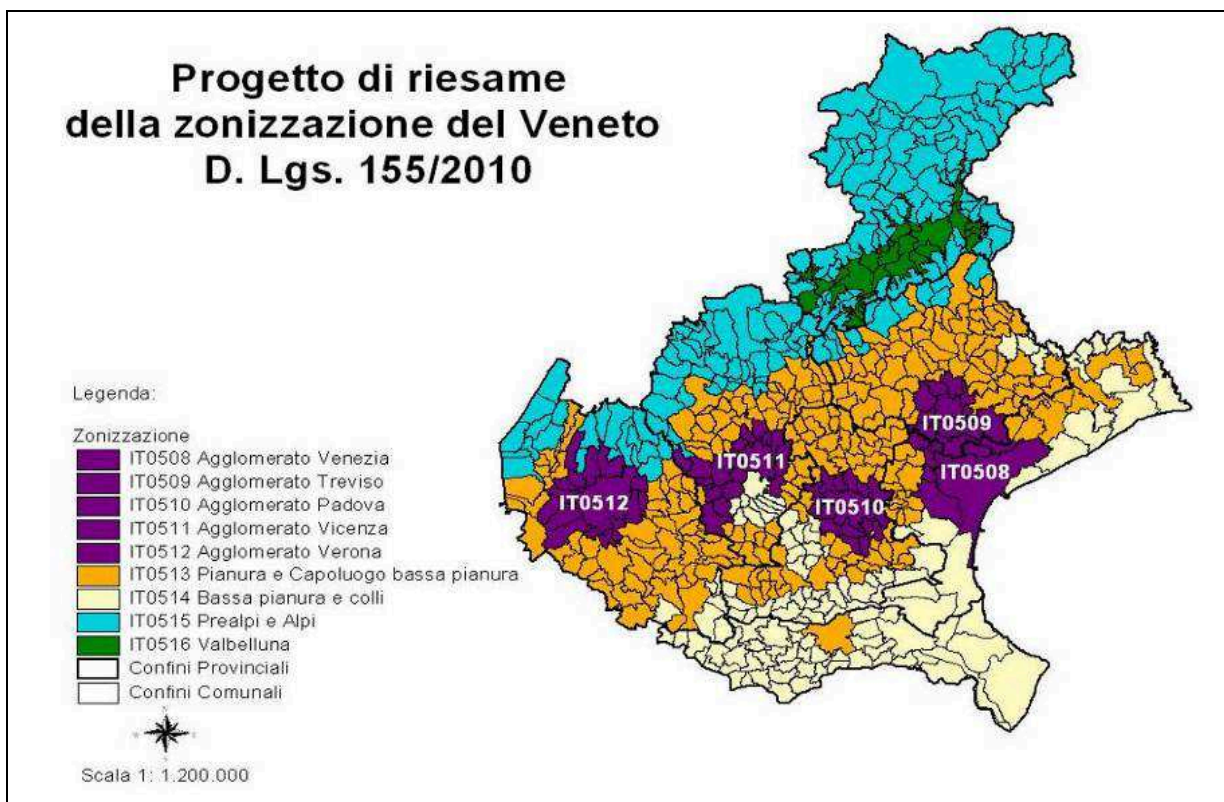 Progetto di riesame
della zonizzazione del Veneto
D. Lgs. 155/2010
Legenda:
Zonizzazione
IT0508 Agglomerato Venezia
IT0509 Agglomerato Treviso
IT0510 Agglomerato Padova
IT0511 Agglomerato Vicenza
IT0512 Agglomerato Verona
IT0513 Pianura e Capoluogo bassa pianura
IT0514 Bassa pianura e colli
IT0515 Prealpi e Alpi
IT0516 Valbelluna
Confini Provinciali
Confini Comunali
Scala 1: 1.200.000
IT0509
IT0511
IT0508
IT0512
IT0510